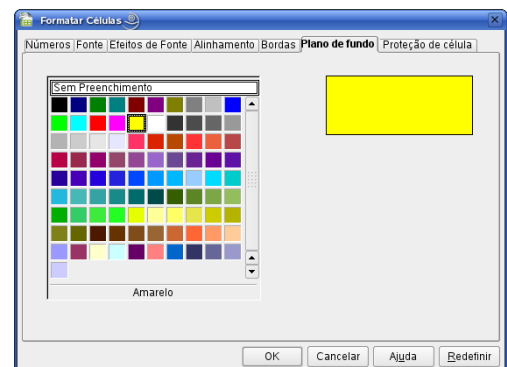 Formatar Células
Números Fonte Efeitos de Fonte Alinhamento Bordas Plano de fundo Proteção de célula
Sem Preenchimento
Amarelo
OK Cancelar Ajuda Redefinir